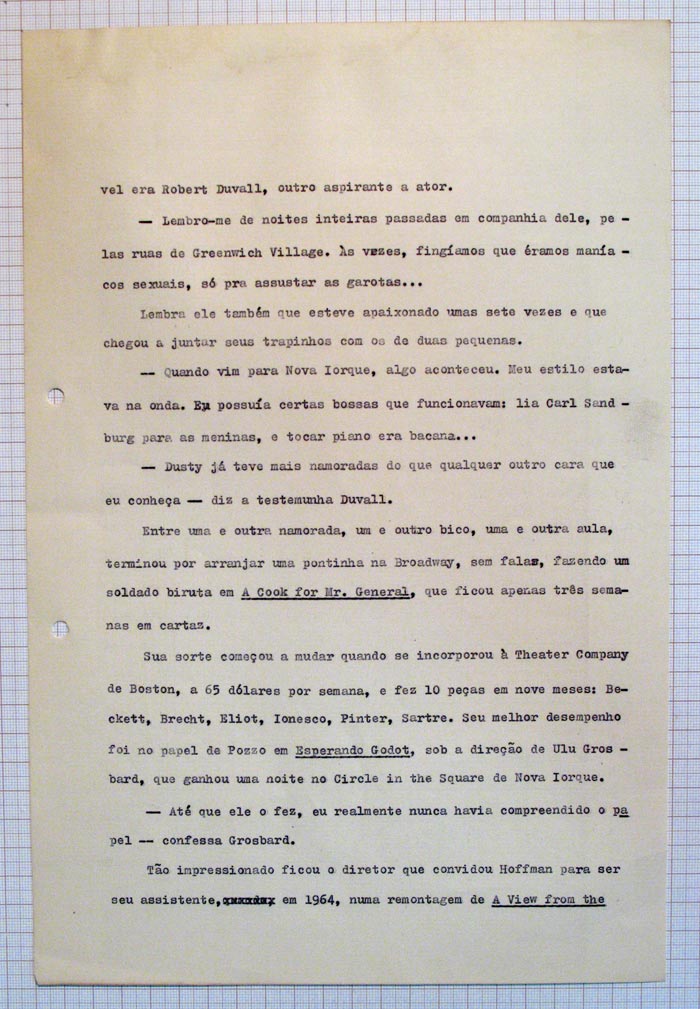 vel era Robert Duvall, outro aspirante a ator.
— Lembro-me de noites inteiras passadas em companhia dele, pe -
las ruas de Greenwich Village. Às vezes, fingíamos que éramos manía -
cos sexuais, só pra assustar as garotas...
Lembra ele também que esteve apaixonado umas sete vezes e que
chegou a juntar seus trapinhos com os de duas pequenas.
— Quando vim para Nova Iorque, algo aconteceu. Meu estilo esta-
va na onda. Eu possuía certas bossas que funcionavam: lia Carl Sand -
burg para as meninas, e tocar piano era bacana...
— Dusty já teve mais namoradas do que qualquer outro cara que
eu conheça — diz a testemunha Duvall.
Entre uma e outra namorada, um e outro bico, uma e outra aula,
terminou por arranjar uma pontinha na Broadway, sem falas, fazendo um
soldado biruta em A Cook for Mr. General, que ficou apenas três sema-
nas em cartaz.
Sua sorte começou a mudar quando se incorporou à Theater Company
de Boston, a 65 dólares por semana, e fez 10 peças em nove meses: Be-
ckett, Brecht, Eliot, Ionesco, Pinter, Sartre. Seu melhor desempenho
foi no papel de Pozzo em Esperando Godot, sob a direção de Ulu Gros -
bard, que ganhou uma noite no Circle in the Square de Nova Iorque.
— Até que ele o fez, eu realmente nunca havia compreendido o pa
pel — confessa Grosbard.
Tão impressionado ficou o diretor que convidou Hoffman para ser
seu assistente, em 1964, numa remontagem de A View from the